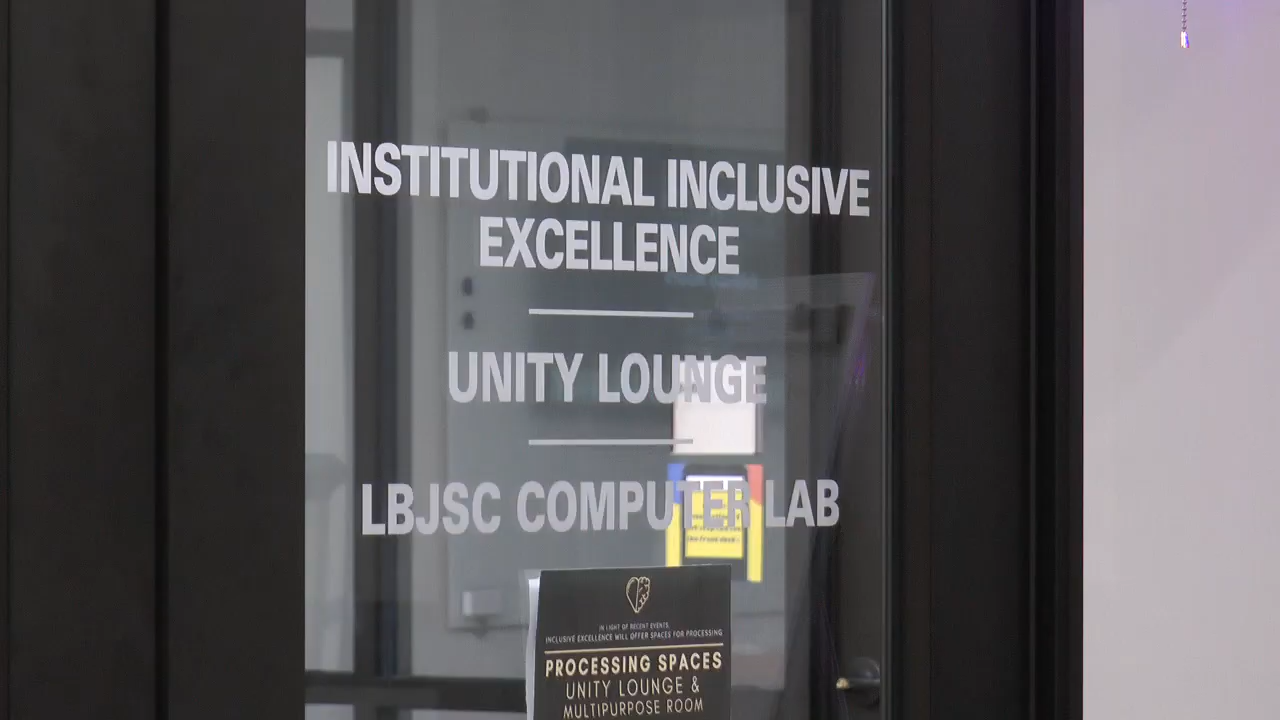 INSTITUTIONAL INCLUSIVE
EXCELLENCE
UNITY LOUNGE
LBJSC COMPUTER LAB
IN LIGHT OF RECENT EVENTS,
INCLUSIVE EXCELLENCE WILL OFFER SPACES FOR PROCESSING
PROCESSING SPACES
UNITY LOUNGE &
MULTIPURPOSE ROOM